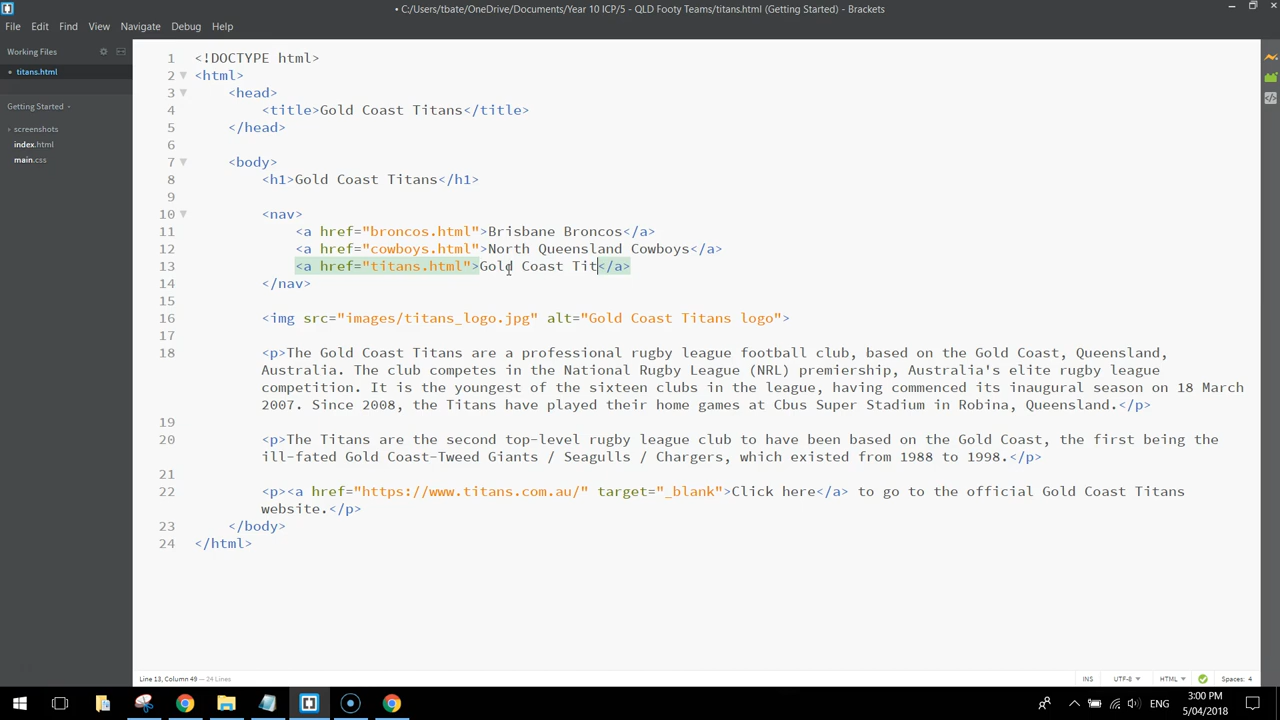 • C:/Users/tbate/OneDrive/Documents/Year 10 ICP/5 - QLD Footy Teams/titans.html (Getting Started) - Brackets
File Edit Find View Navigate Debug Help
Working Files
• titans.html
Getting Started
screenshots
index.html
main.css
1 <!DOCTYPE html>
2 <html>
3 <head>
4 <title>Gold Coast Titans</title>
5 </head>
6
7 <body>
8 <h1>Gold Coast Titans</h1>
9
10 <nav>
11 <a href="broncos.html">Brisbane Broncos</a>
12 <a href="cowboys.html">North Queensland Cowboys</a>
13 <a href="titans.html">Gold Coast Tit</a>
14 </nav>
15
16 <img src="images/titans_logo.jpg" alt="Gold Coast Titans logo">
17
18 <p>The Gold Coast Titans are a professional rugby league football club, based on the Gold Coast, Queensland,
Australia. The club competes in the National Rugby League (NRL) premiership, Australia's elite rugby league
competition. It is the youngest of the sixteen clubs in the league, having commenced its inaugural season on 18 March
2007. Since 2008, the Titans have played their home games at Cbus Super Stadium in Robina, Queensland.</p>
19
20 <p>The Titans are the second top-level rugby league club to have been based on the Gold Coast, the first being the
ill-fated Gold Coast-Tweed Giants / Seagulls / Chargers, which existed from 1988 to 1998.</p>
21
22 <p><a href="https://www.titans.com.au/" target="_blank">Click here</a> to go to the official Gold Coast Titans
website.</p>
23 </body>
24 </html>
Line 13, Column 49 — 24 Lines
INS UTF-8 HTML Spaces: 4
ENG
3:00 PM
5/04/2018